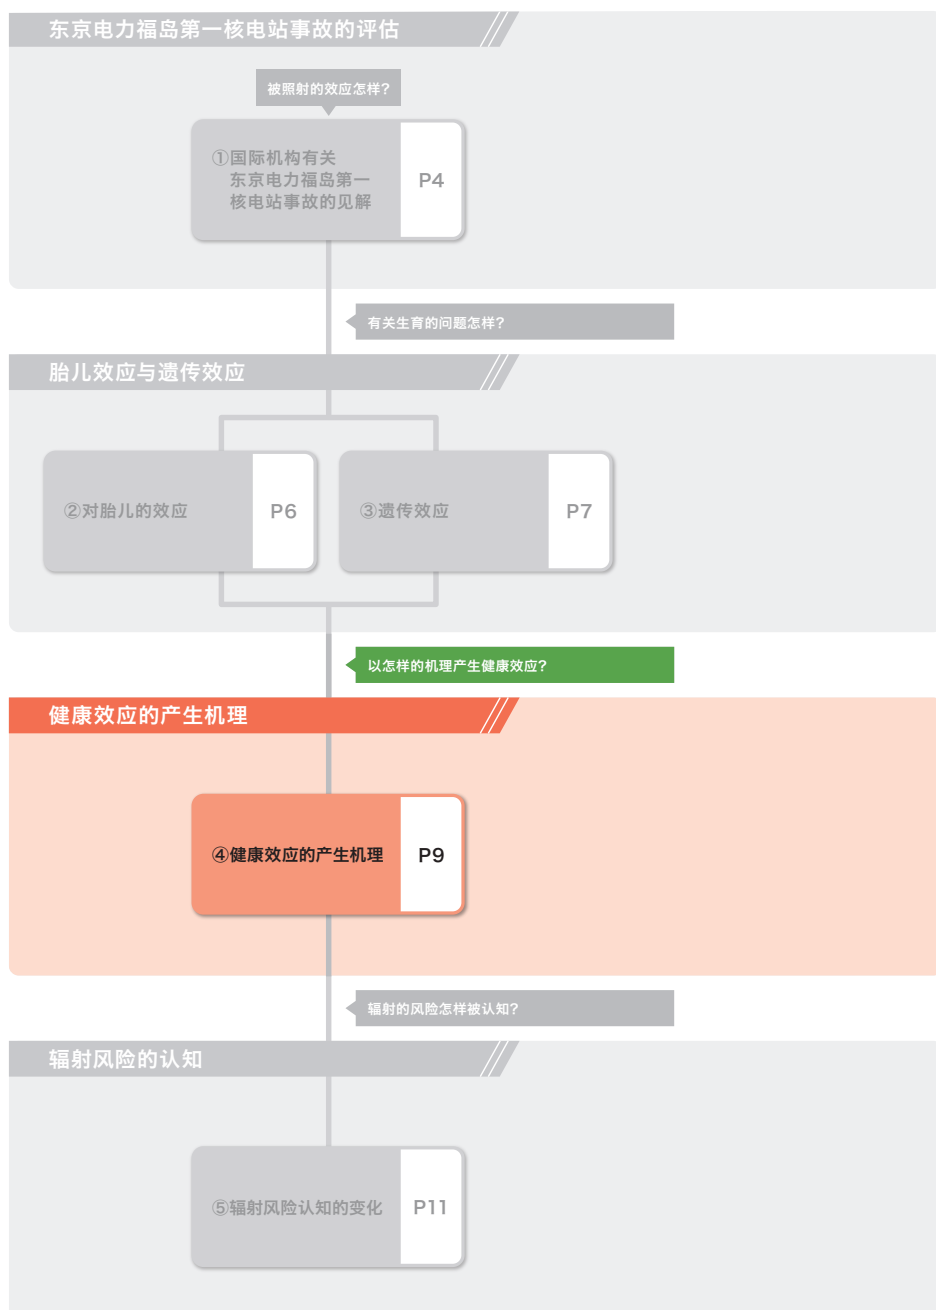 东京电力福岛第一核电站事故的评估
被照射的效应怎样?
①国际机构有关
东京电力福岛第一
核电站事故的见解
P4
有关生育的问题怎样?
胎儿效应与遗传效应
②对胎儿的效应
P6
③遗传效应
P7
以怎样的机理产生健康效应?
健康效应的产生机理
④健康效应的产生机理
P9
辐射的风险怎样被认知?
辐射风险的认知
⑤辐射风险认知的变化
P11